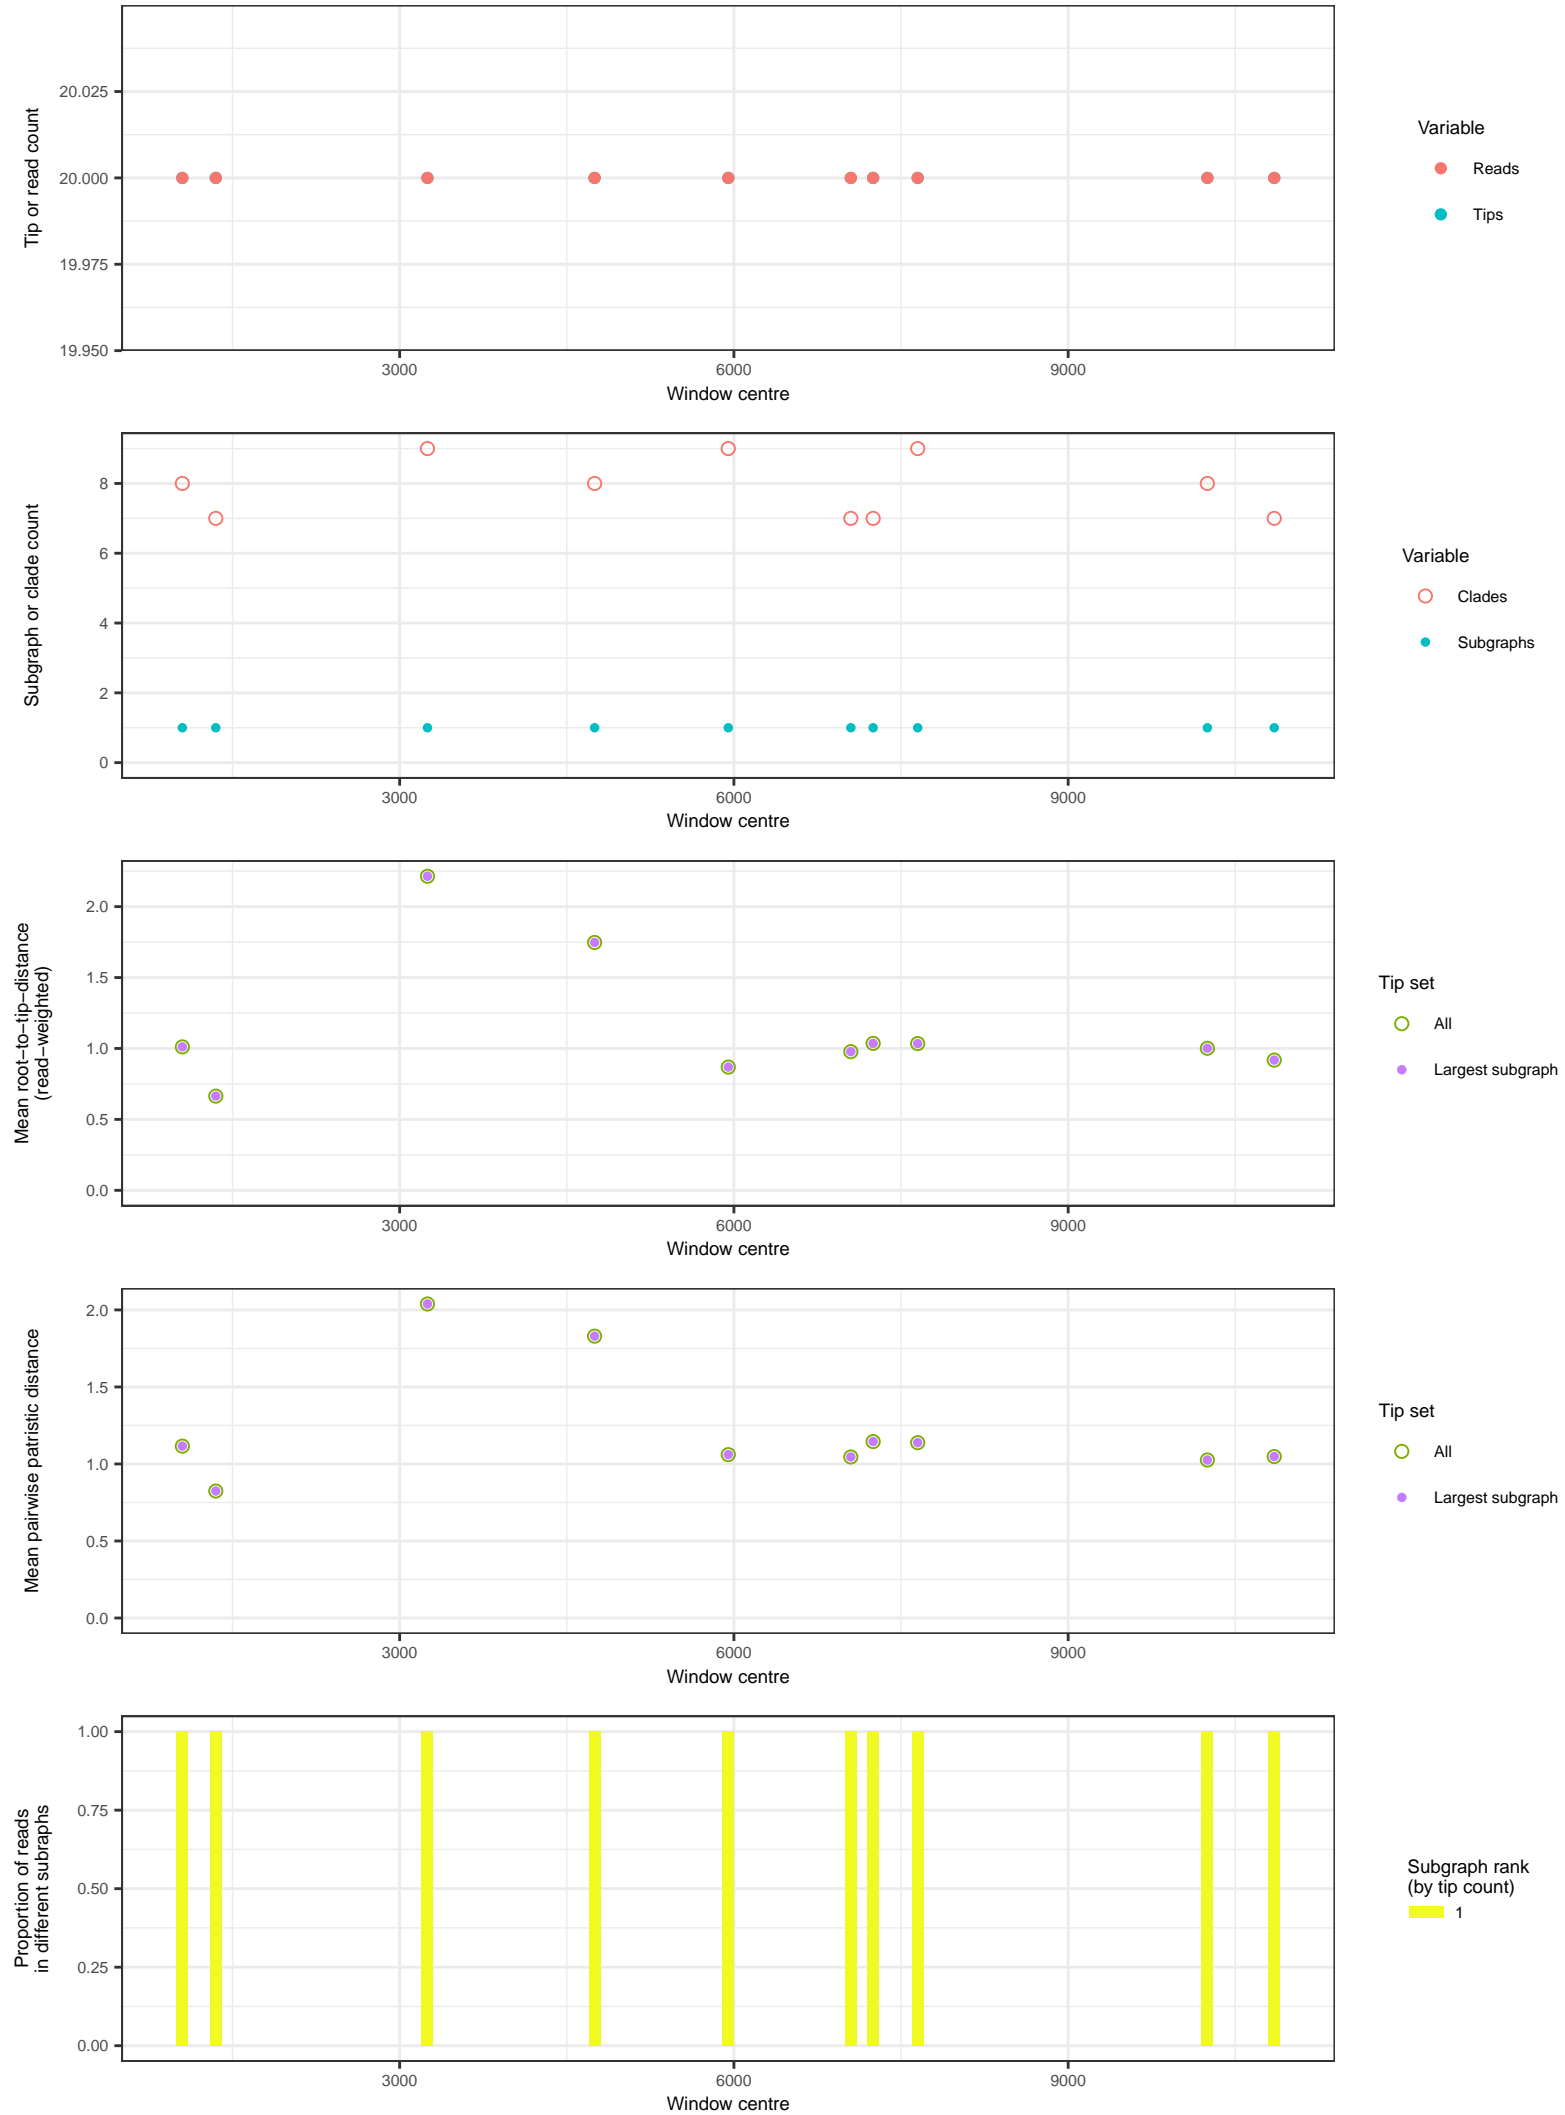 20.025
20.000
19.975
19.950
Tip or read count
3000 6000 9000
Window centre
Variable
Reads
Tips
8
6
4
2
0
Subgraph or clade count
3000 6000 9000
Window centre
Variable
Clades
Subgraphs
2.0
1.5
1.0
0.5
0.0
Mean root−to−tip−distance
(read−weighted)
3000 6000 9000
Window centre
Tip set
All
Largest subgraph
2.0
1.5
1.0
0.5
0.0
Mean pairwise patristic distance
3000 6000 9000
Window centre
Tip set
All
Largest subgraph
1.00
0.75
0.50
0.25
0.00
Proportion of reads
in different subraphs
3000 6000 9000
Window centre
Subgraph rank
(by tip count)
1